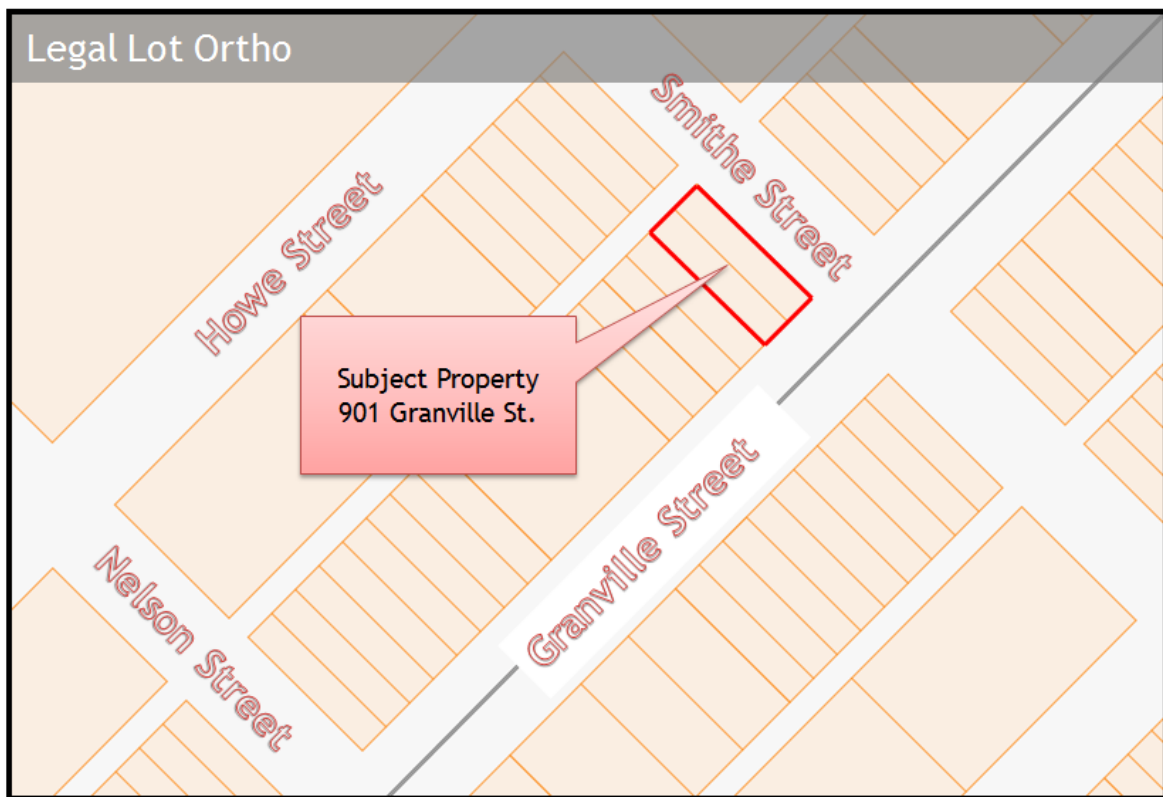 Legal Lot Ortho
Smithe Street
Howe Street
Subject Property
901 Granville St.
Granville Street
Nelson Street